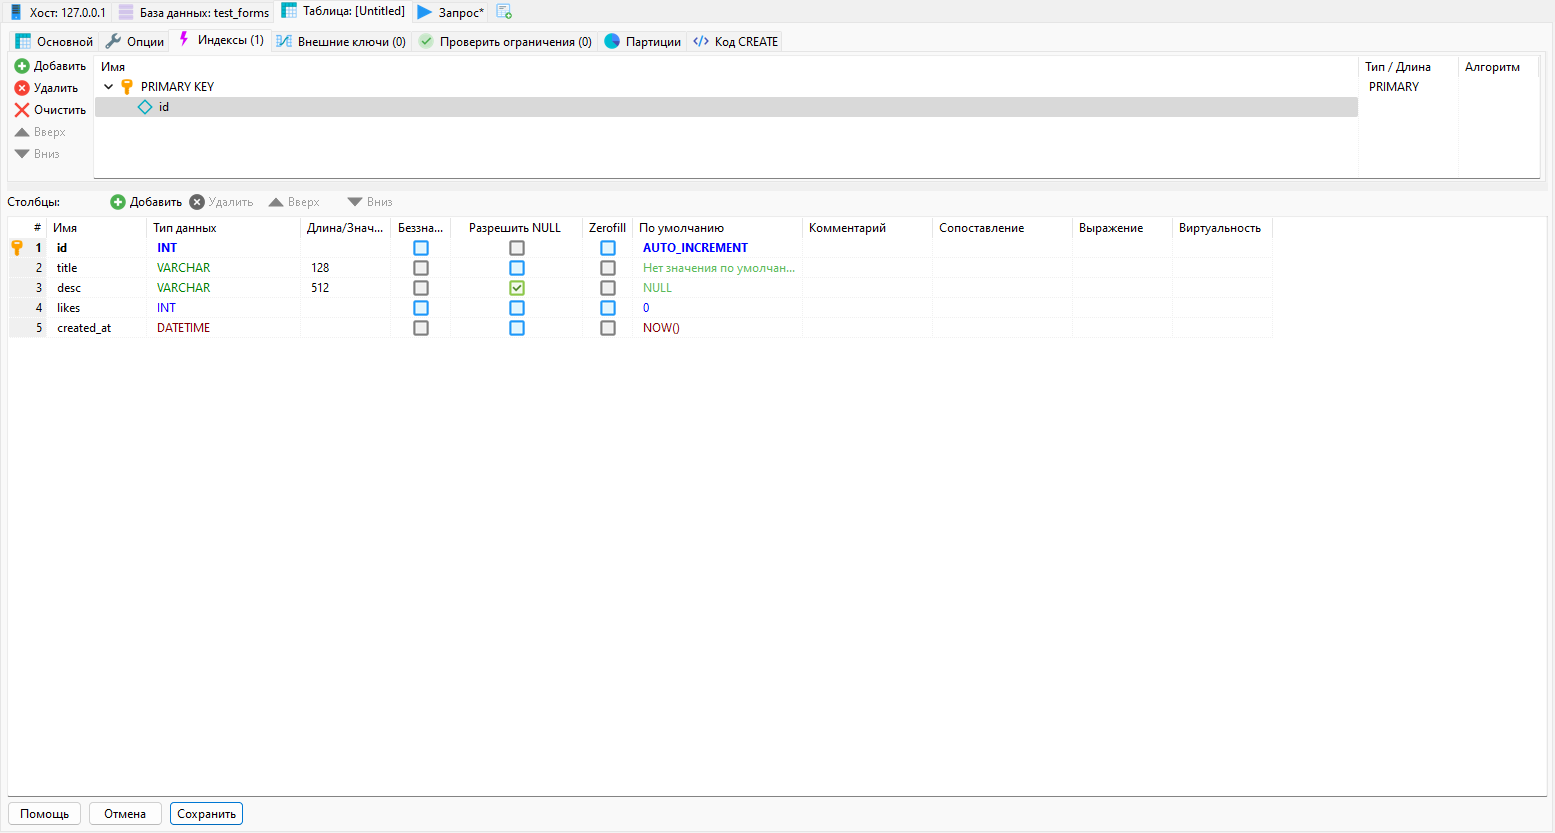 Хост: 127.0.0.1 База данных: test_forms Таблица: [Untitled] Запрос*
Основной Опции Индексы (1) Внешние ключи (0) Проверить ограничения (0) Партиции Код CREATE
Добавить
Удалить
Очистить
Вверх
Вниз
Имя Тип / Длина Алгоритм
PRIMARY KEY PRIMARY
id
Столбцы: Добавить Удалить Вверх Вниз
# Имя Тип данных Длина/Знач... Беззна... Разрешить NULL Zerofill По умолчанию Комментарий Сопоставление Выражение Виртуальность
1 id INT AUTO_INCREMENT
2 title VARCHAR 128 Нет значения по умолчан...
3 desc VARCHAR 512 NULL
4 likes INT 0
5 created_at DATETIME NOW()
Помощь Отмена Сохранить